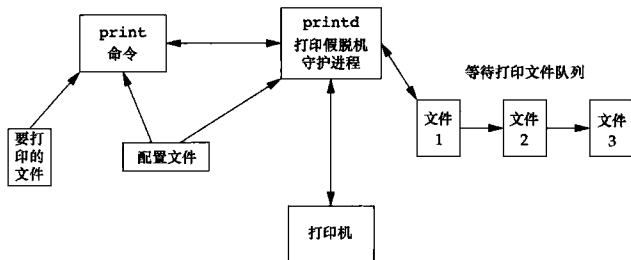 print
命令
printd
打印假脱机
守护进程
等待打印文件队列
要打
印的
文件
配置文件
文件
1
文件
2
文件
3
打印机